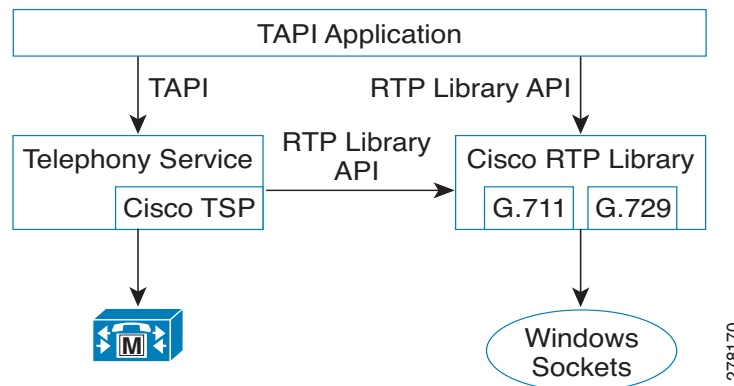 TAPI Application
TAPI
RTP Library API
Telephony Service
Cisco TSP
RTP Library
API
Cisco RTP Library
G.711
G.729
M
Windows
Sockets
278170